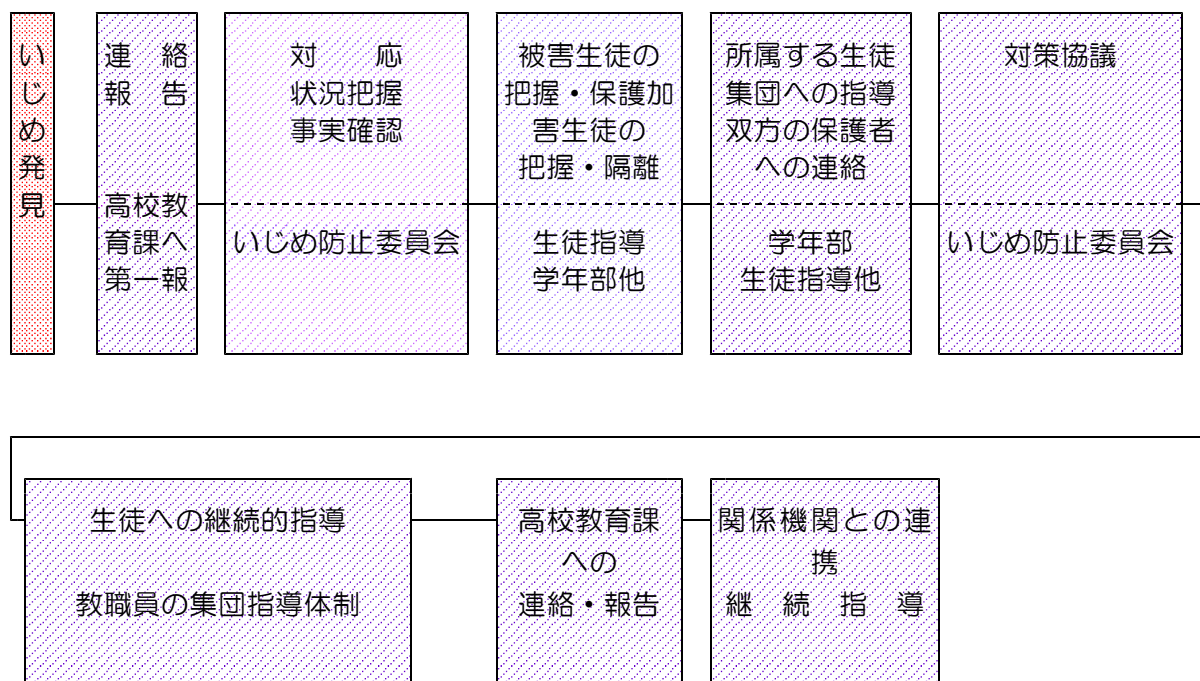 いじめ発見
連　絡
報　告
高校教
育課へ
第一報
対　　応
状況把握
事実確認
いじめ防止委員会
被害生徒の
把握・保護加
害生徒の
把握・隔離
生徒指導
学年部他
所属する生徒
集団への指導
双方の保護者
への連絡
学年部
生徒指導他
対策協議
いじめ防止委員会
生徒への継続的指導
教職員の集団指導体制
高校教育課
への
連絡・報告
関係機関との連
携
継　続　指　導